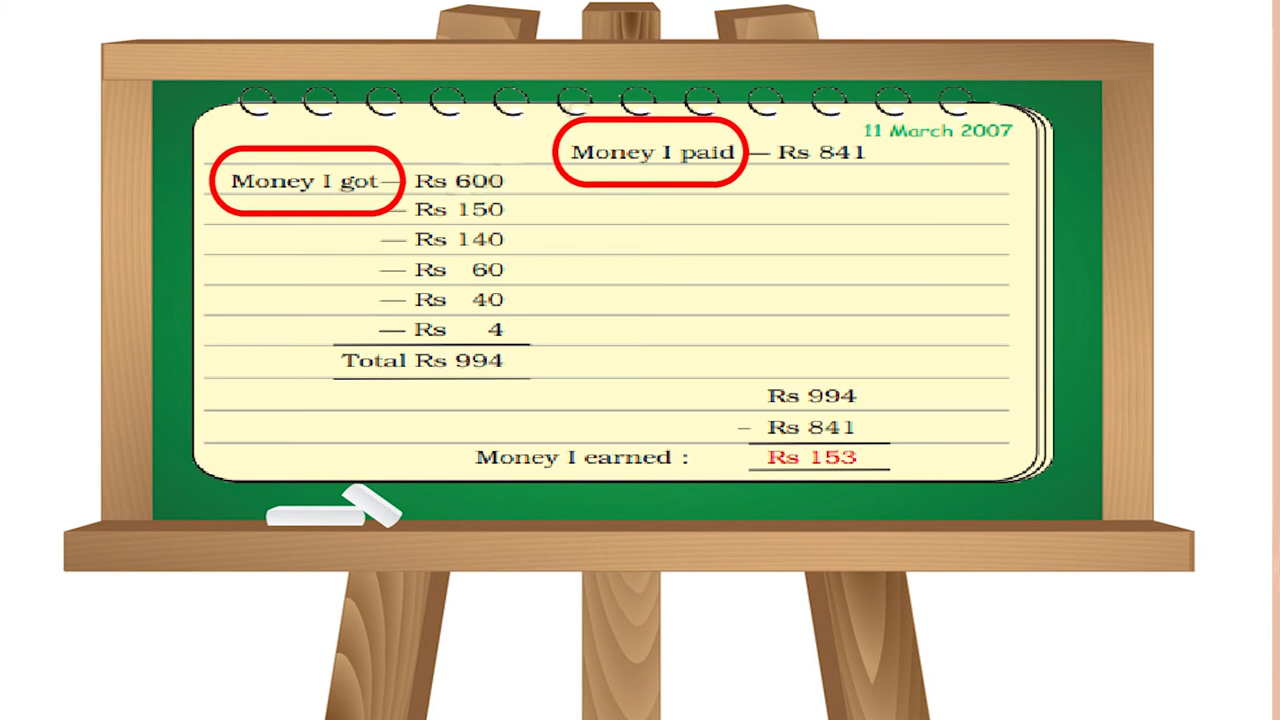 11 March 2007
Money I paid — Rs 841
Money I got — Rs 600
— Rs 150
— Rs 140
— Rs 60
— Rs 40
— Rs 4
Total Rs 994
Rs 994
– Rs 841
Money I earned : Rs 153